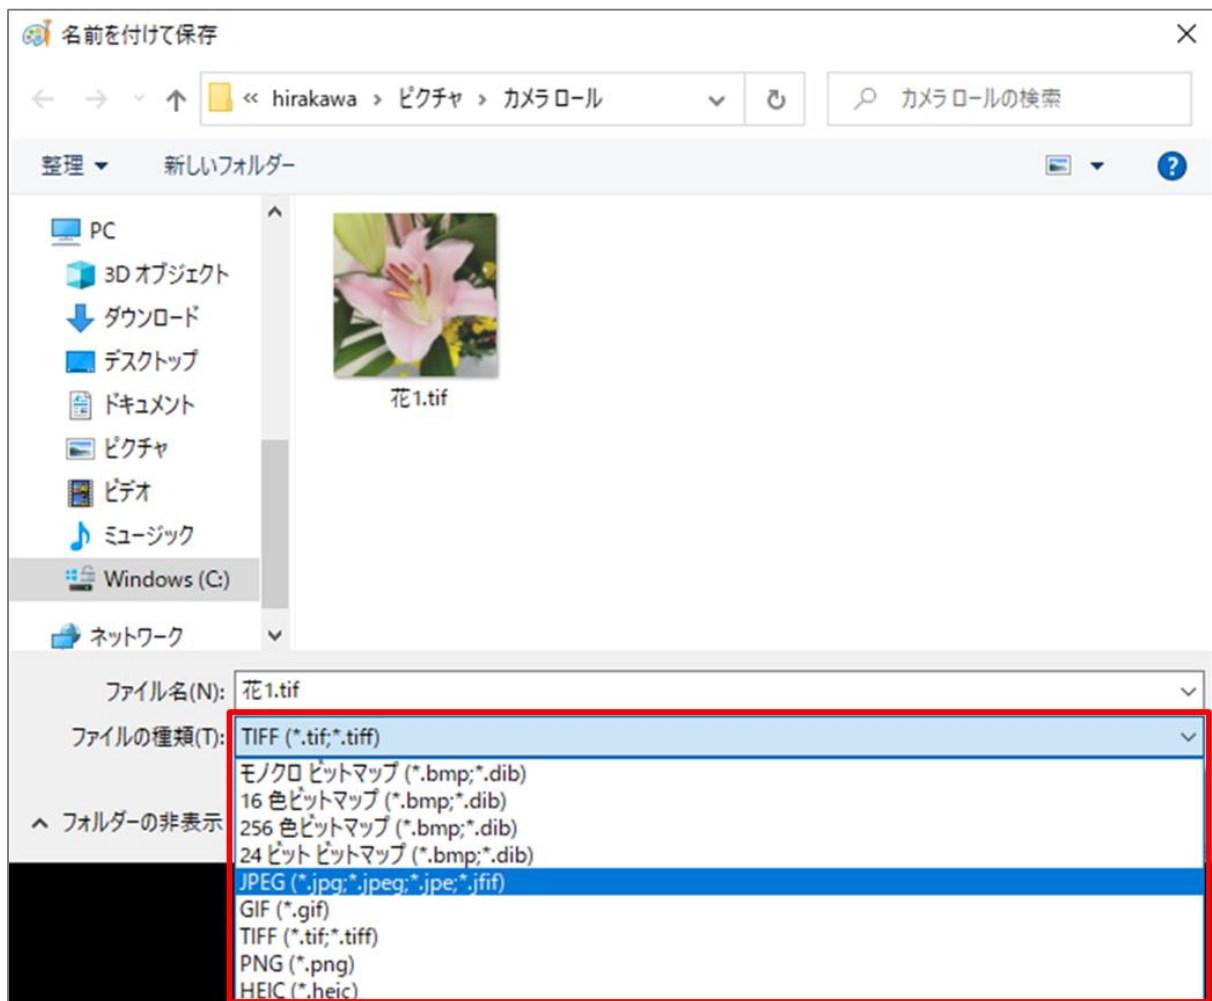 名前を付けて保存
« hirakawa › ピクチャ › カメラ ロール
カメラ ロールの検索
整理
新しいフォルダー
PC
3D オブジェクト
ダウンロード
デスクトップ
ドキュメント
ピクチャ
ビデオ
ミュージック
Windows (C:)
ネットワーク
花1.tif
ファイル名(N): 花1.tif
ファイルの種類(T): TIFF (*.tif;*.tiff)
モノクロ ビットマップ (*.bmp;*.dib)
16 色ビットマップ (*.bmp;*.dib)
256 色ビットマップ (*.bmp;*.dib)
24 ビット ビットマップ (*.bmp;*.dib)
JPEG (*.jpg;*.jpeg;*.jpe;*.jfif)
GIF (*.gif)
TIFF (*.tif;*.tiff)
PNG (*.png)
HEIC (*.heic)
フォルダーの非表示